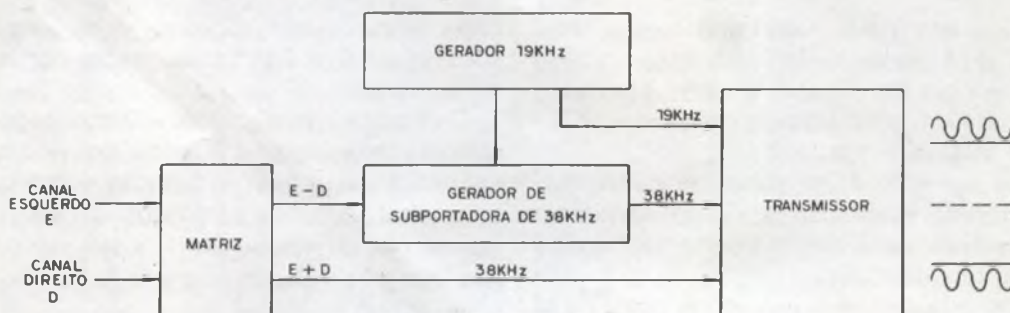 GERADOR 19KHz
19KHz
CANAL
ESQUERDO
E
E-D
GERADOR DE
SUBPORTADORA DE 38KHz
38KHz
TRANSMISSOR
MATRIZ
CANAL
DIREITO
D
E+D
38KHz